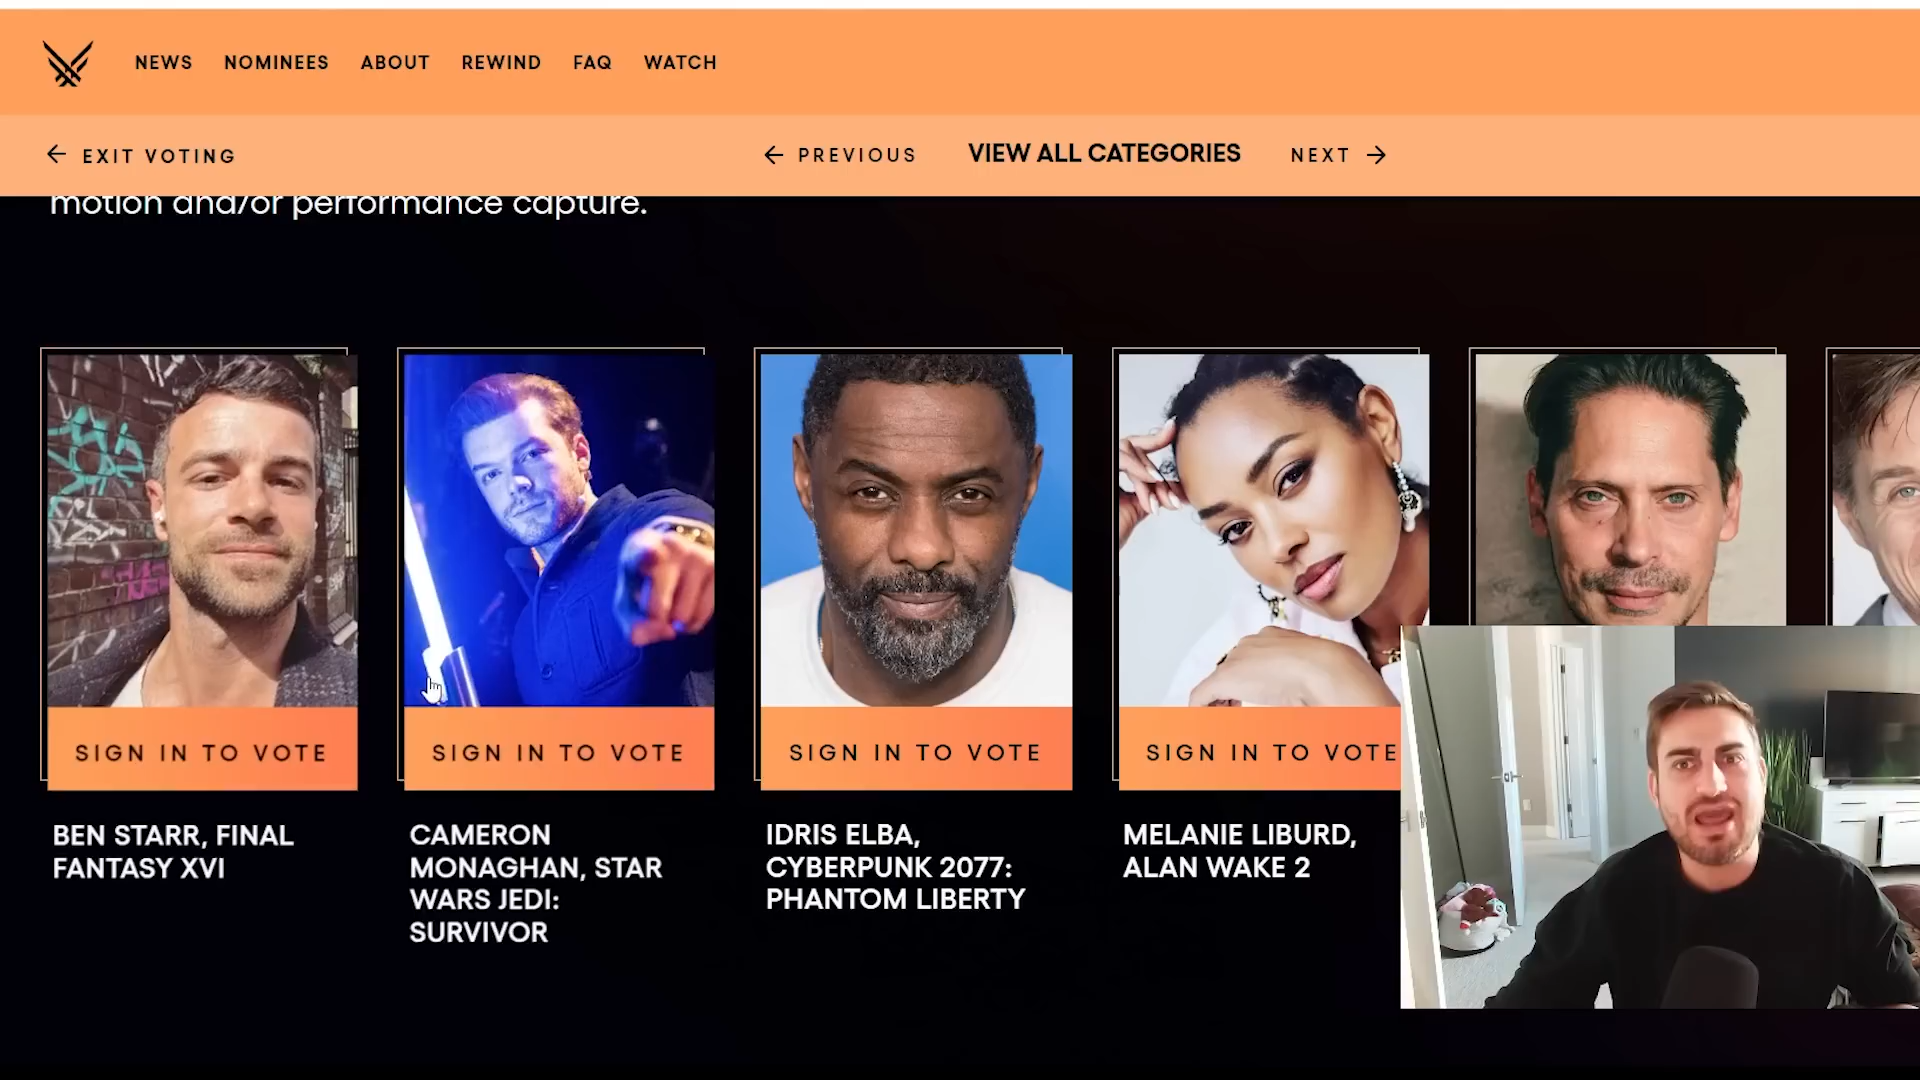 NEWS NOMINEES ABOUT REWIND FAQ WATCH
EXIT VOTING PREVIOUS VIEW ALL CATEGORIES NEXT
motion and/or performance capture.
SIGN IN TO VOTE
SIGN IN TO VOTE
SIGN IN TO VOTE
SIGN IN TO VOTE
BEN STARR, FINAL
FANTASY XVI
CAMERON
MONAGHAN, STAR
WARS JEDI:
SURVIVOR
IDRIS ELBA,
CYBERPUNK 2077:
PHANTOM LIBERTY
MELANIE LIBURD,
ALAN WAKE 2